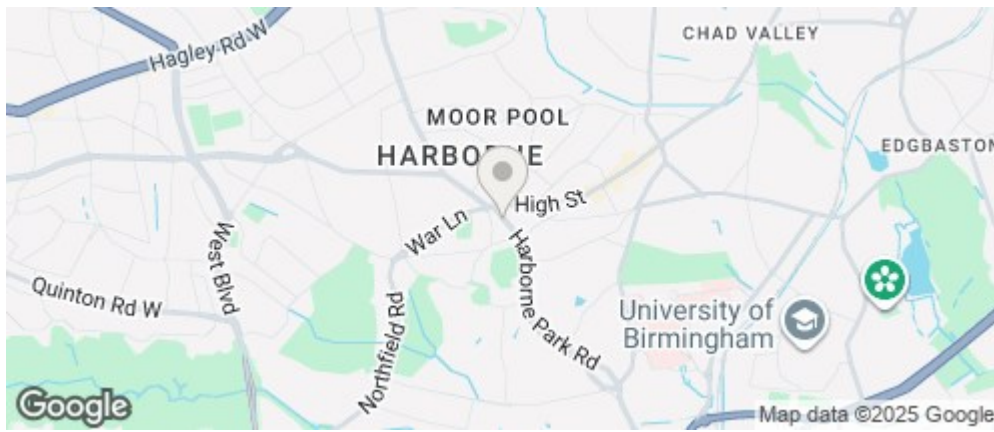 Hagley Rd W
CHAD VALLEY
MOOR POOL
HARBORNE
EDGBASTON
High St
War Ln
West Blvd
Harborne Park Rd
Quinton Rd W
Northfield Rd
University of
Birmingham
Google
Map data ©2025 Google